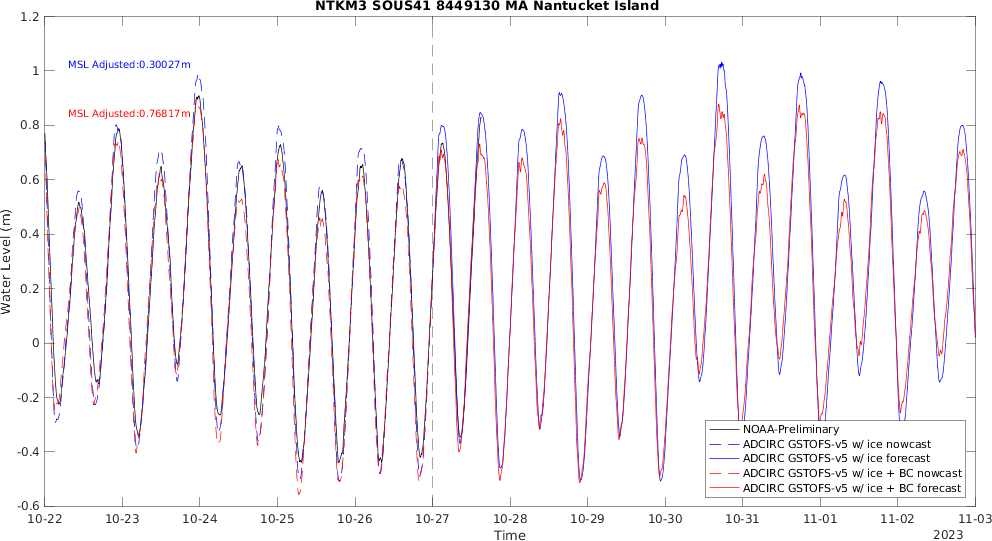 NTKM3 SOUS41 8449130 MA Nantucket Island
1.2
1
0.8
0.6
0.4
0.2
0
-0.2
-0.4
-0.6
Water Level (m)
MSL Adjusted:0.30027m
MSL Adjusted:0.76817m
NOAA-Preliminary
ADCIRC GSTOFS-v5 w/ ice nowcast
ADCIRC GSTOFS-v5 w/ ice forecast
ADCIRC GSTOFS-v5 w/ ice + BC nowcast
ADCIRC GSTOFS-v5 w/ ice + BC forecast
10-22 10-23 10-24 10-25 10-26 10-27 10-28 10-29 10-30 10-31 11-01 11-02 11-03
Time
2023